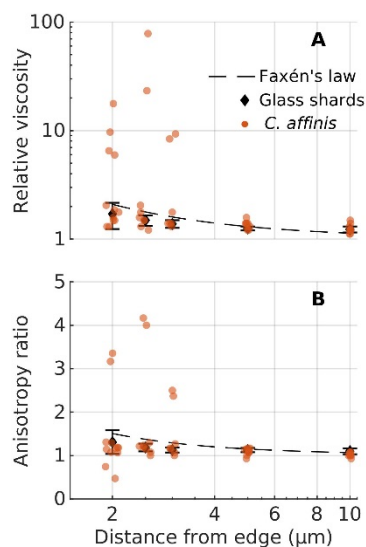 100
A
Faxén's law
Glass shards
C. affinis
10
1
Relative viscosity
5
B
4
3
2
1
0
Anisotropy ratio
2 4 6 8 10
Distance from edge (µm)